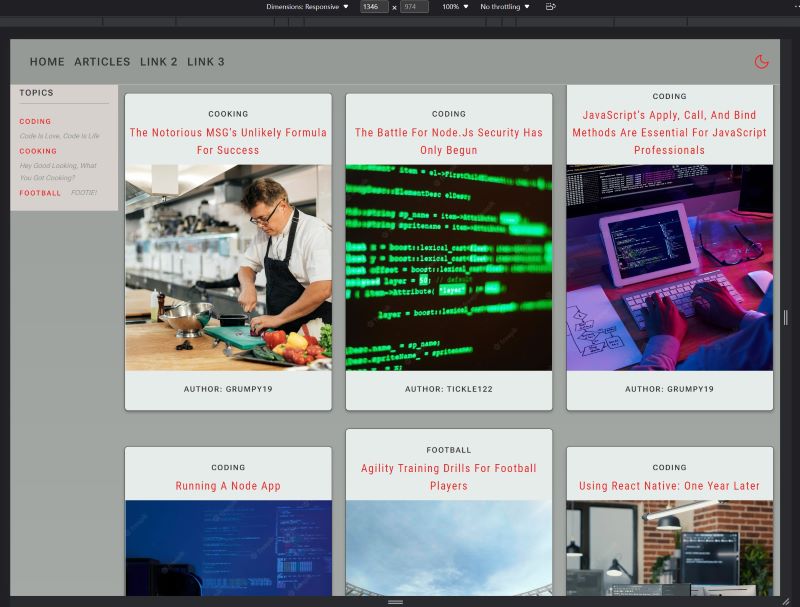 Dimensions: Responsive ▼ 1346 × 974 100% ▼ No throttling ▼
HOME ARTICLES LINK 2 LINK 3
TOPICS
CODING
Code Is Love, Code Is Life
COOKING
Hey Good Looking, What
You Got Cooking?
FOOTBALL FOOTIE!
COOKING
The Notorious MSG's Unlikely Formula
For Success
AUTHOR: GRUMPY19
CODING
The Battle For Node.Js Security Has
Only Begun
AUTHOR: TICKLE122
CODING
JavaScript's Apply, Call, And Bind
Methods Are Essential For JavaScript
Professionals
AUTHOR: GRUMPY19
CODING
Running A Node App
FOOTBALL
Agility Training Drills For Football
Players
CODING
Using React Native: One Year Later